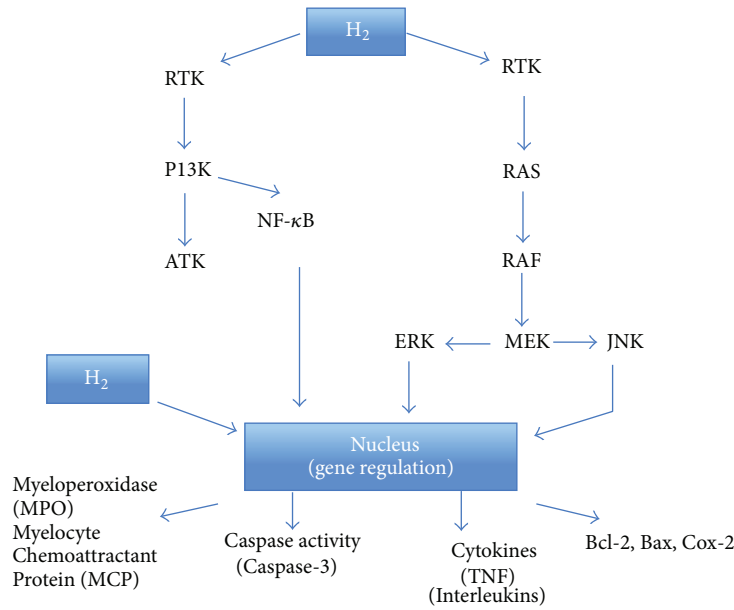 H₂
RTK
RTK
P13K
RAS
NF-κB
ATK
RAF
ERK
MEK
JNK
H₂
Nucleus
(gene regulation)
Myeloperoxidase
(MPO)
Myelocyte
Chemoattractant
Protein (MCP)
Caspase activity
(Caspase-3)
Cytokines
(TNF)
(Interleukins)
Bcl-2, Bax, Cox-2